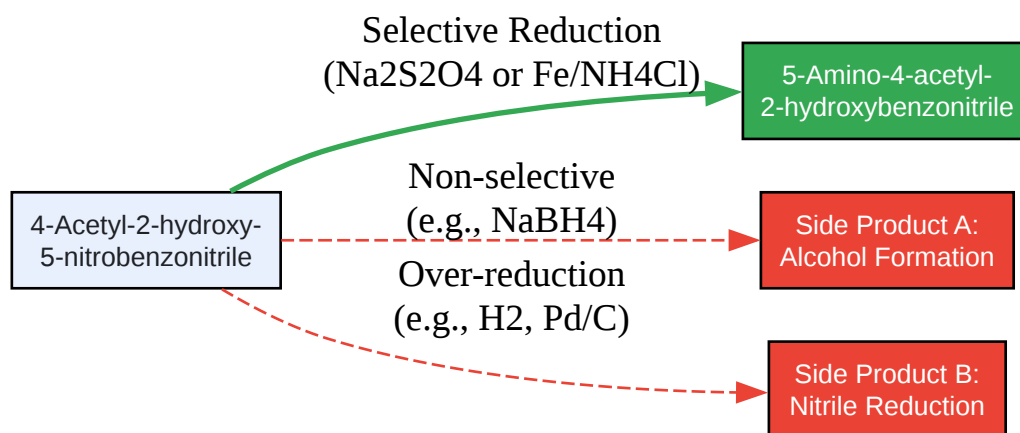 Selective Reduction
(Na2S2O4 or Fe/NH4Cl)
5-Amino-4-acetyl-
2-hydroxybenzonitrile
4-Acetyl-2-hydroxy-
5-nitrobenzonitrile
Non-selective
(e.g., NaBH4)
Side Product A:
Alcohol Formation
Over-reduction
(e.g., H2, Pd/C)
Side Product B:
Nitrile Reduction